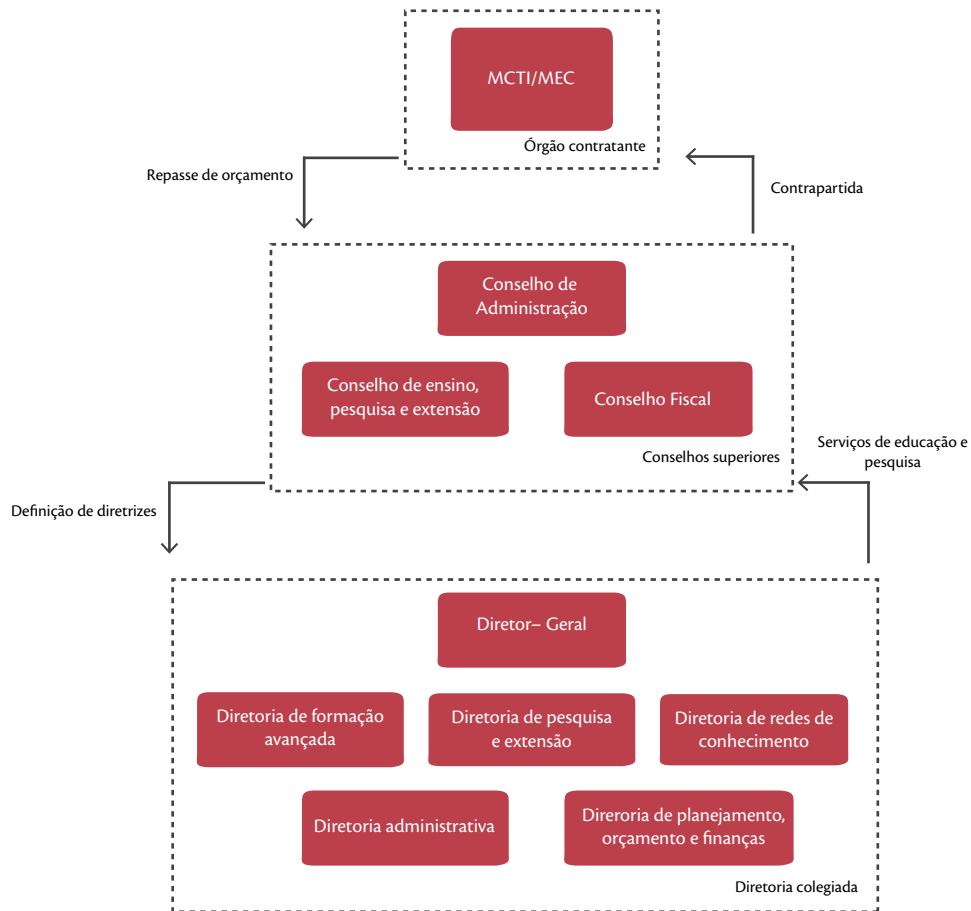 MCTI/MEC
Órgão contratante
Repasse de orçamento
Contrapartida
Conselho de
Administração
Conselho de ensino,
pesquisa e extensão
Conselho Fiscal
Conselhos superiores
Serviços de educação e
pesquisa
Definição de diretrizes
Diretor– Geral
Diretoria de formação
avançada
Diretoria de pesquisa
e extensão
Diretoria de redes de
conhecimento
Diretoria administrativa
Direroria de planejamento,
orçamento e finanças
Diretoria colegiada